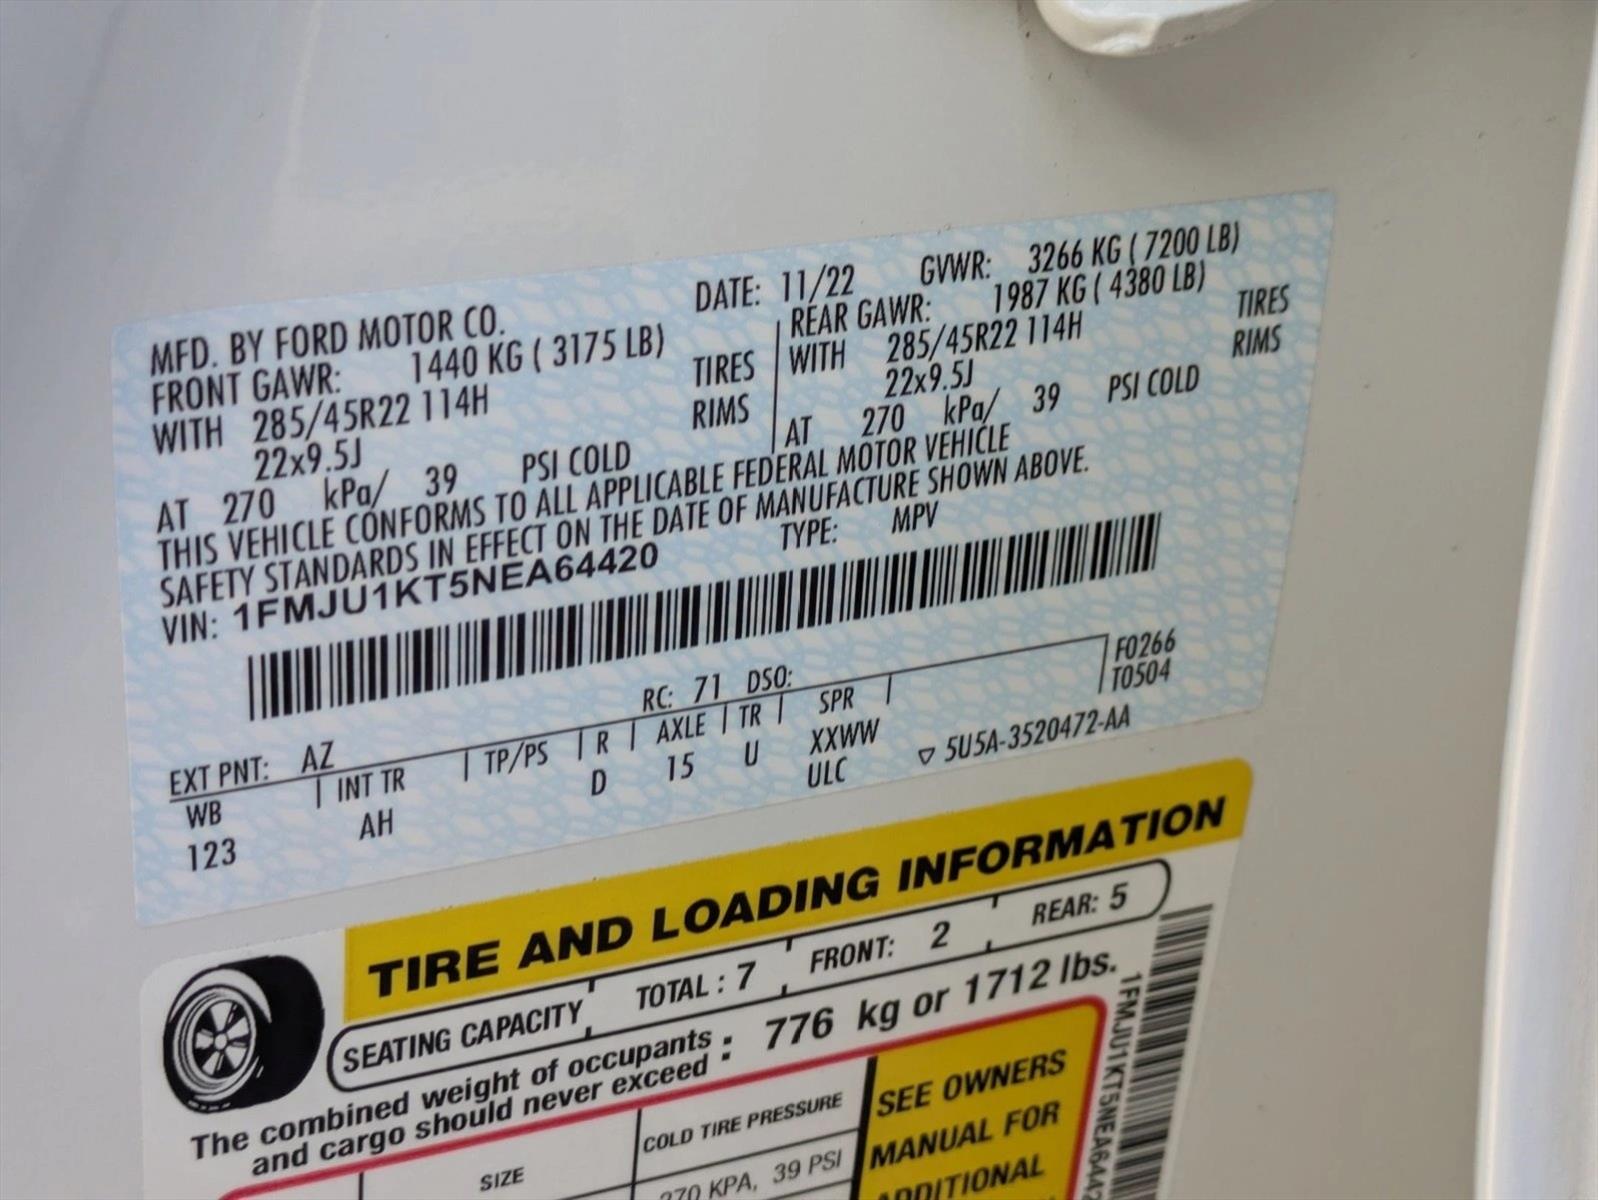 MFD. BY FORD MOTOR CO. DATE: 11/22 GVWR: 3266 KG ( 7200 LB)
FRONT GAWR: 1440 KG ( 3175 LB) REAR GAWR: 1987 KG ( 4380 LB)
WITH 285/45R22 114H TIRES WITH 285/45R22 114H TIRES
22x9.5J RIMS 22x9.5J RIMS
AT 270 kPa/ 39 PSI COLD AT 270 kPa/ 39 PSI COLD
THIS VEHICLE CONFORMS TO ALL APPLICABLE FEDERAL MOTOR VEHICLE
SAFETY STANDARDS IN EFFECT ON THE DATE OF MANUFACTURE SHOWN ABOVE.
VIN: 1FMJU1KT5NEA64420 TYPE: MPV
F0266
T0504
EXT PNT: AZ RC: 71 DSO:
WB INT TR TP/PS R AXLE TR SPR
123 AH D 15 U XXWW
ULC
▽ 5U5A-3520472-AA
TIRE AND LOADING INFORMATION
SEATING CAPACITY TOTAL : 7 FRONT: 2 REAR: 5
The combined weight of occupants
and cargo should never exceed : 776 kg or 1712 lbs.
SIZE COLD TIRE PRESSURE
270 KPA, 39 PSI
SEE OWNERS
MANUAL FOR
ADDITIONAL
1FMJU1KT5NEA6442